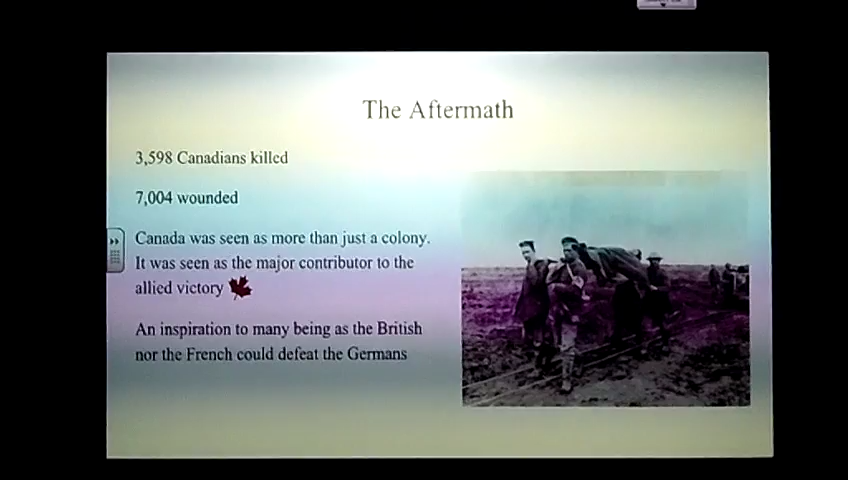 The Aftermath
3,598 Canadians killed
7,004 wounded
Canada was seen as more than just a colony.
It was seen as the major contributor to the
allied victory
An inspiration to many being as the British
nor the French could defeat the Germans